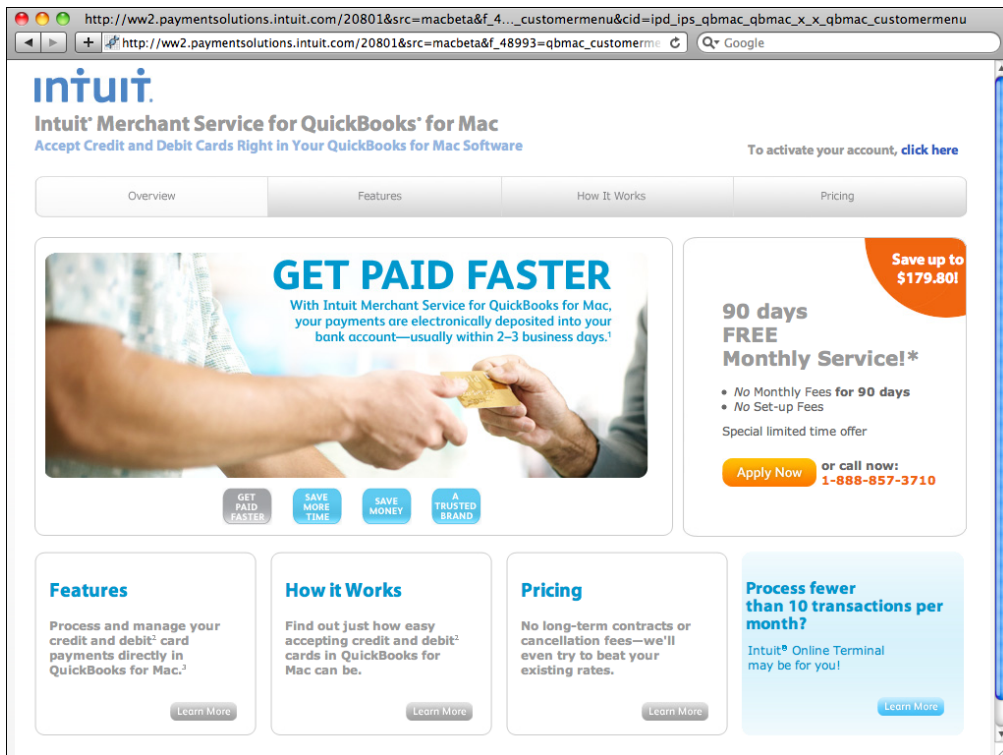 http://ww2.paymentsolutions.intuit.com/20801&src=macbeta&f_4..._customermenu&cid=ipd_ips_qbmac_qbmac_x_x_qbmac_customermenu
http://ww2.paymentsolutions.intuit.com/20801&src=macbeta&f_48993=qbmac_customerme
Google
intuit.
Intuit® Merchant Service for QuickBooks® for Mac
Accept Credit and Debit Cards Right in Your QuickBooks for Mac Software
To activate your account, click here
Overview
Features
How It Works
Pricing
GET PAID FASTER
With Intuit Merchant Service for QuickBooks for Mac,
your payments are electronically deposited into your
bank account—usually within 2–3 business days.¹
GET
PAID
FASTER
SAVE
MORE
TIME
SAVE
MONEY
A
TRUSTED
BRAND
Save up to
$179.80!
90 days
FREE
Monthly Service!*
• No Monthly Fees for 90 days
• No Set-up Fees
Special limited time offer
Apply Now
or call now:
1-888-857-3710
Features
Process and manage your
credit and debit² card
payments directly in
QuickBooks for Mac.³
Learn More
How it Works
Find out just how easy
accepting credit and debit²
cards in QuickBooks for
Mac can be.
Learn More
Pricing
No long-term contracts or
cancellation fees—we'll
even try to beat your
existing rates.
Learn More
Process fewer
than 10 transactions per
month?
Intuit® Online Terminal
may be for you!
Learn More